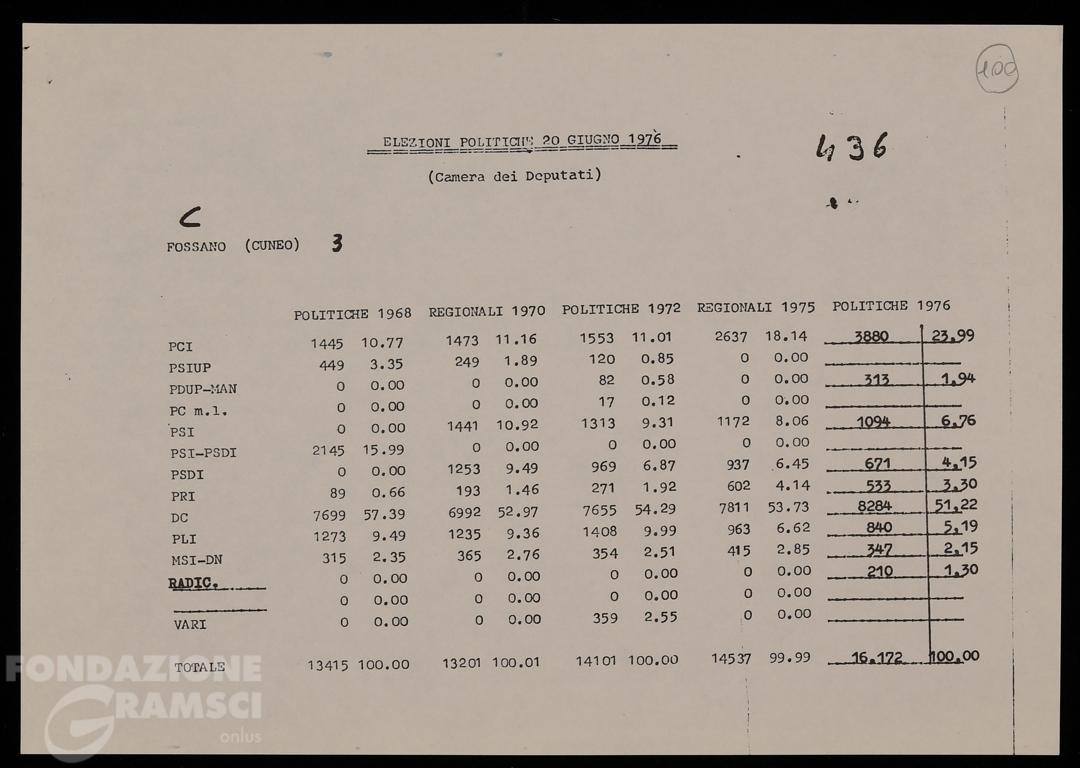 100
ELEZIONI POLITICHE 20 GIUGNO 1976
436
(Camera dei Deputati)
C
FOSSANO (CUNEO) 3
POLITICHE 1968 REGIONALI 1970 POLITICHE 1972 REGIONALI 1975 POLITICHE 1976
PCI 1445 10.77 1473 11.16 1553 11.01 2637 18.14 3880 23,99
PSIUP 449 3.35 249 1.89 120 0.85 0 0.00
PDUP-MAN 0 0.00 0 0.00 82 0.58 0 0.00 313 1,94
PC m.l. 0 0.00 0 0.00 17 0.12 0 0.00
PSI 0 0.00 1441 10.92 1313 9.31 1172 8.06 1094 6,76
PSI-PSDI 2145 15.99 0 0.00 0 0.00 0 0.00
PSDI 0 0.00 1253 9.49 969 6.87 937 6.45 671 4,15
PRI 89 0.66 193 1.46 271 1.92 602 4.14 533 3,30
DC 7699 57.39 6992 52.97 7655 54.29 7811 53.73 8284 51,22
PLI 1273 9.49 1235 9.36 1408 9.99 963 6.62 840 5,19
MSI-DN 315 2.35 365 2.76 354 2.51 415 2.85 347 2,15
RADIC. 0 0.00 0 0.00 0 0.00 0 0.00 210 1,30
0 0.00 0 0.00 0 0.00 0 0.00
VARI 0 0.00 0 0.00 359 2.55 0 0.00
TOTALE 13415 100.00 13201 100.01 14101 100.00 14537 99.99 16.172 100,00
FONDAZIONE
GRAMSCI
onlus